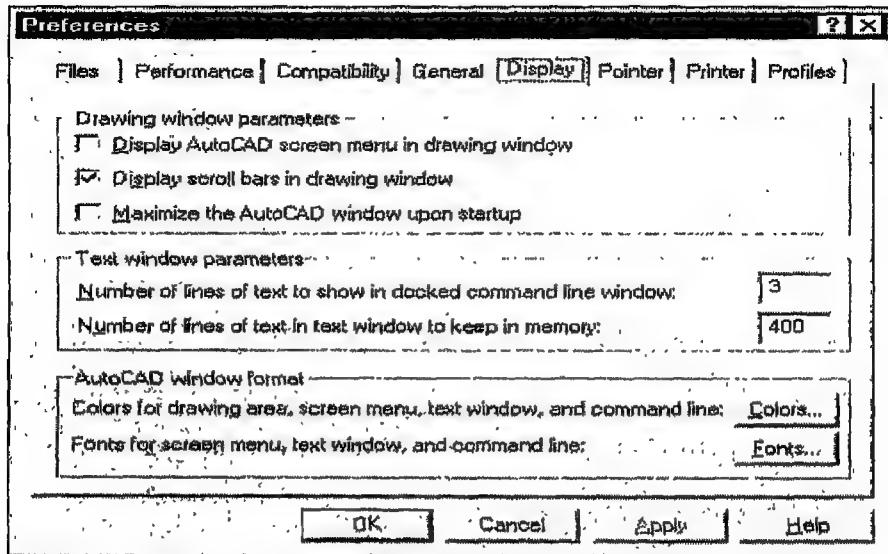 Preferences ? X
Files Performance Compatibility General Display Pointer Printer Profiles
Drawing window parameters
Display AutoCAD screen menu in drawing window
Display scroll bars in drawing window
Maximize the AutoCAD window upon startup
Text window parameters
Number of lines of text to show in docked command line window: 3
Number of lines of text in text window to keep in memory: 400
AutoCAD window format
Colors for drawing area, screen menu, text window, and command line: Colors...
Fonts for screen menu, text window, and command line: Fonts...
OK Cancel Apply Help